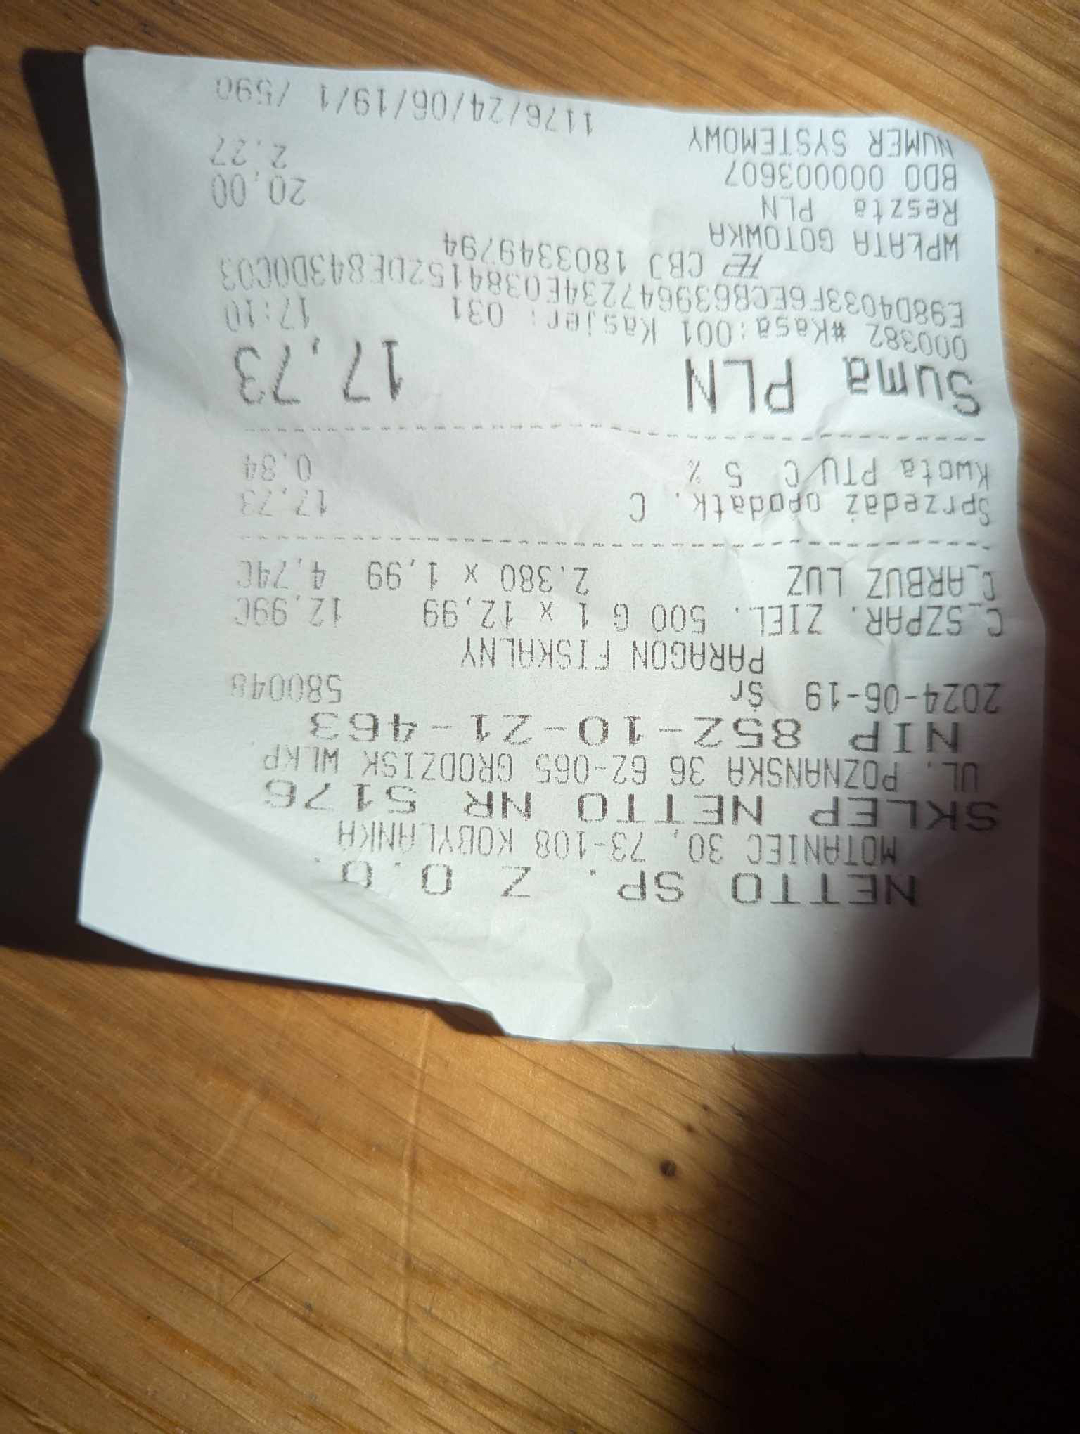 NETTO SP. Z O.O.
MOTANIEC 30, 73-108 KOBYLANKA
SKLEP NETTO NR 5176
UL. POZNAŃSKA 36 62-065 GRODZISK WLKP
NIP 852-10-21-463
2024-06-19 Śr 580048
PARAGON FISKALNY
C_SZPAR. ZIEL. 500 G 1 x 12,99 12,99C
C_ARBUZ LUZ 2.380 x 1,99 4,74C
Sprzedaż opodatk. C 17,73
Kwota PTU C 5 % 0,84
Suma PLN 17,73
000382 #Kasa:001 Kasjer: 031 17:10
E98D4033F6ECB639647234E0384152DE843D0C03
CBJ 1803349794
WPŁATA GOTÓWKA 20,00
Reszta PLN 2.27
BDO 000003607
NUMER SYSTEMOWY
1176/24/06/19/1 /590